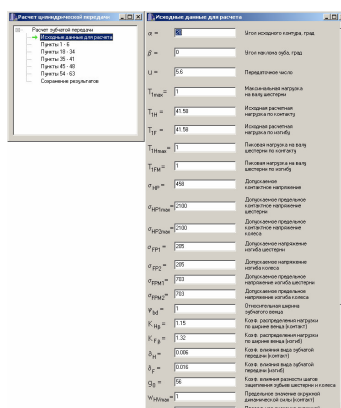 Расчет цилиндрической передачи
Расчет зубчатой передачи
Исходные данные для расчета
Пункты 1 - 6
Пункты 18 - 34
Пункты 35 - 41
Пункты 45 - 48
Пункты 54 - 63
Сохранение результатов
Исходные данные для расчета
α = 20 Угол исходного контура, град
β = 0 Угол наклона зуба, град
U = 5.6 Передаточное число
T1max = 1 Максимальная нагрузка
на валу шестерни
T1H = 41.58 Исходная расчетная
нагрузка по контакту
T1F = 41.58 Исходная расчетная
нагрузка по изгибу
T1Hmax = 1 Пиковая нагрузка на валу
шестерни по контакту
T1FM = 1 Пиковая нагрузка на валу
шестерни по изгибу
σHP = 458 Допускаемое
контактное напряжение
σHP1max = 2100 Допускаемое предельное
контактное напряжение
шестерни
σHP2max = 2100 Допускаемое предельное
контактное напряжение
колеса
σFP1 = 285 Допускаемое напряжение
изгиба шестерни
σFP2 = 285 Допускаемое напряжение
изгиба колеса
σFPM1 = 703 Допускаемое предельное
напряжение изгиба шестерни
σFPM2 = 703 Допускаемое предельное
напряжение изгиба колеса
Ψbd = 1 Относительная ширина
зубчатого венца
KHβ = 1.15 Коэф. распределения нагрузки
по ширине венца (контакт)
KFβ = 1.32 Коэф. распределения нагрузки
по ширине венца (изгиб)
δH = 0.006 Коэф. влияния вида зубчатой
передачи (контакт)
δF = 0.016 Коэф. влияния вида зубчатой
передачи (изгиб)
g0 = 56 Коэф. влияния разности шагов
зацепления зубьев шестерни и колеса
WHVmax = 1 Предельное значение окружной
динамической силы (контакт)